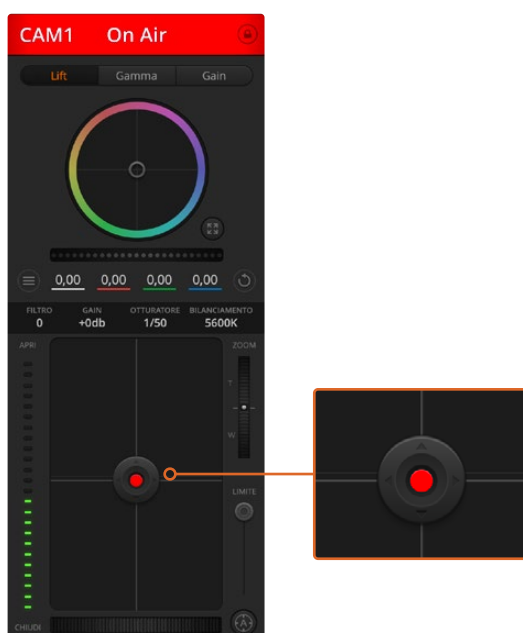 CAM1 On Air
Lift Gamma Gain
0,00 0,00 0,00 0,00
FILTRO GAIN OTTURATORE BILANCIAMENTO
0 +0db 1/50 5600K
APRI ZOOM
T
W
LIMITE
CHIUDI A